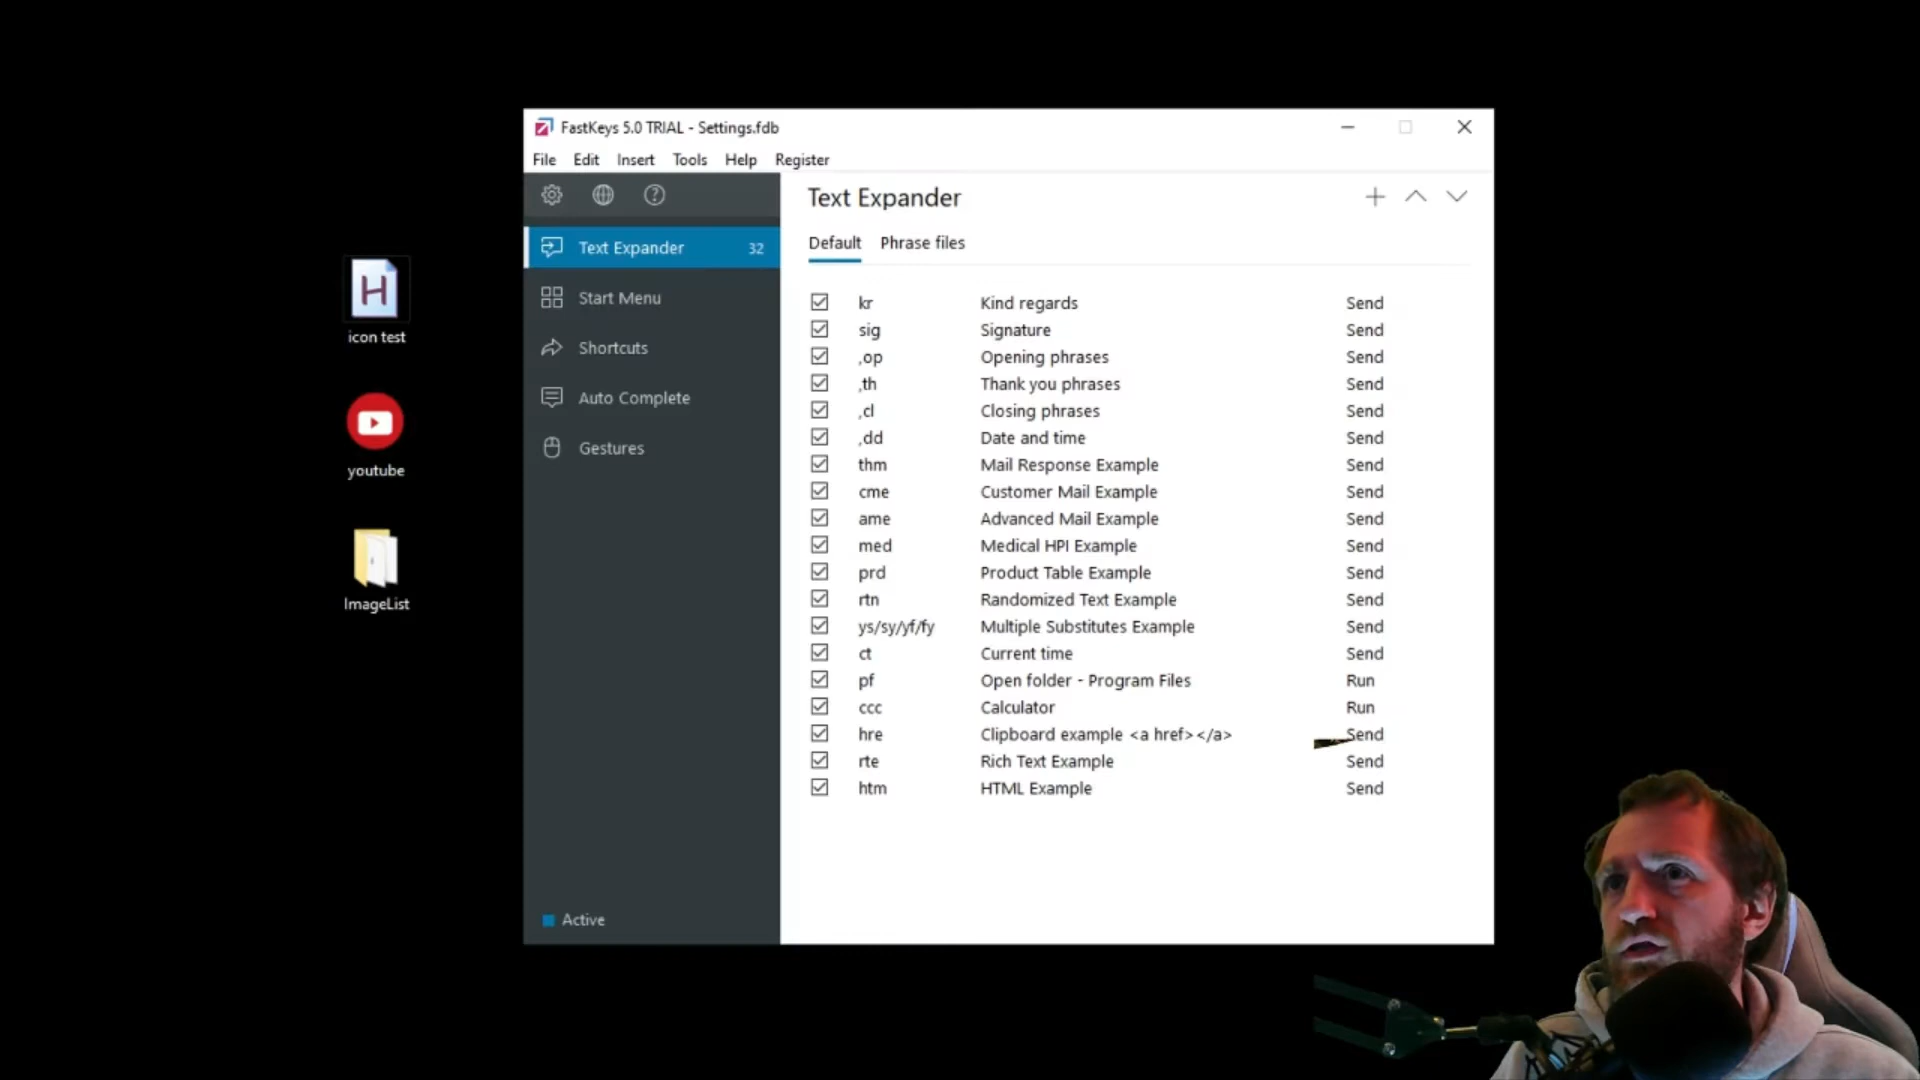 FastKeys 5.0 TRIAL - Settings.fdb
File Edit Insert Tools Help Register
Text Expander
Text Expander 32
Default Phrase files
Start Menu
Shortcuts
Auto Complete
Gestures
kr Kind regards Send
sig Signature Send
,op Opening phrases Send
,th Thank you phrases Send
,cl Closing phrases Send
,dd Date and time Send
thm Mail Response Example Send
cme Customer Mail Example Send
ame Advanced Mail Example Send
med Medical HPI Example Send
prd Product Table Example Send
rtn Randomized Text Example Send
ys/sy/yf/fy Multiple Substitutes Example Send
ct Current time Send
pf Open folder - Program Files Run
ccc Calculator Run
hre Clipboard example <a href></a> Send
rte Rich Text Example Send
htm HTML Example Send
Active
H
icon test
youtube
ImageList